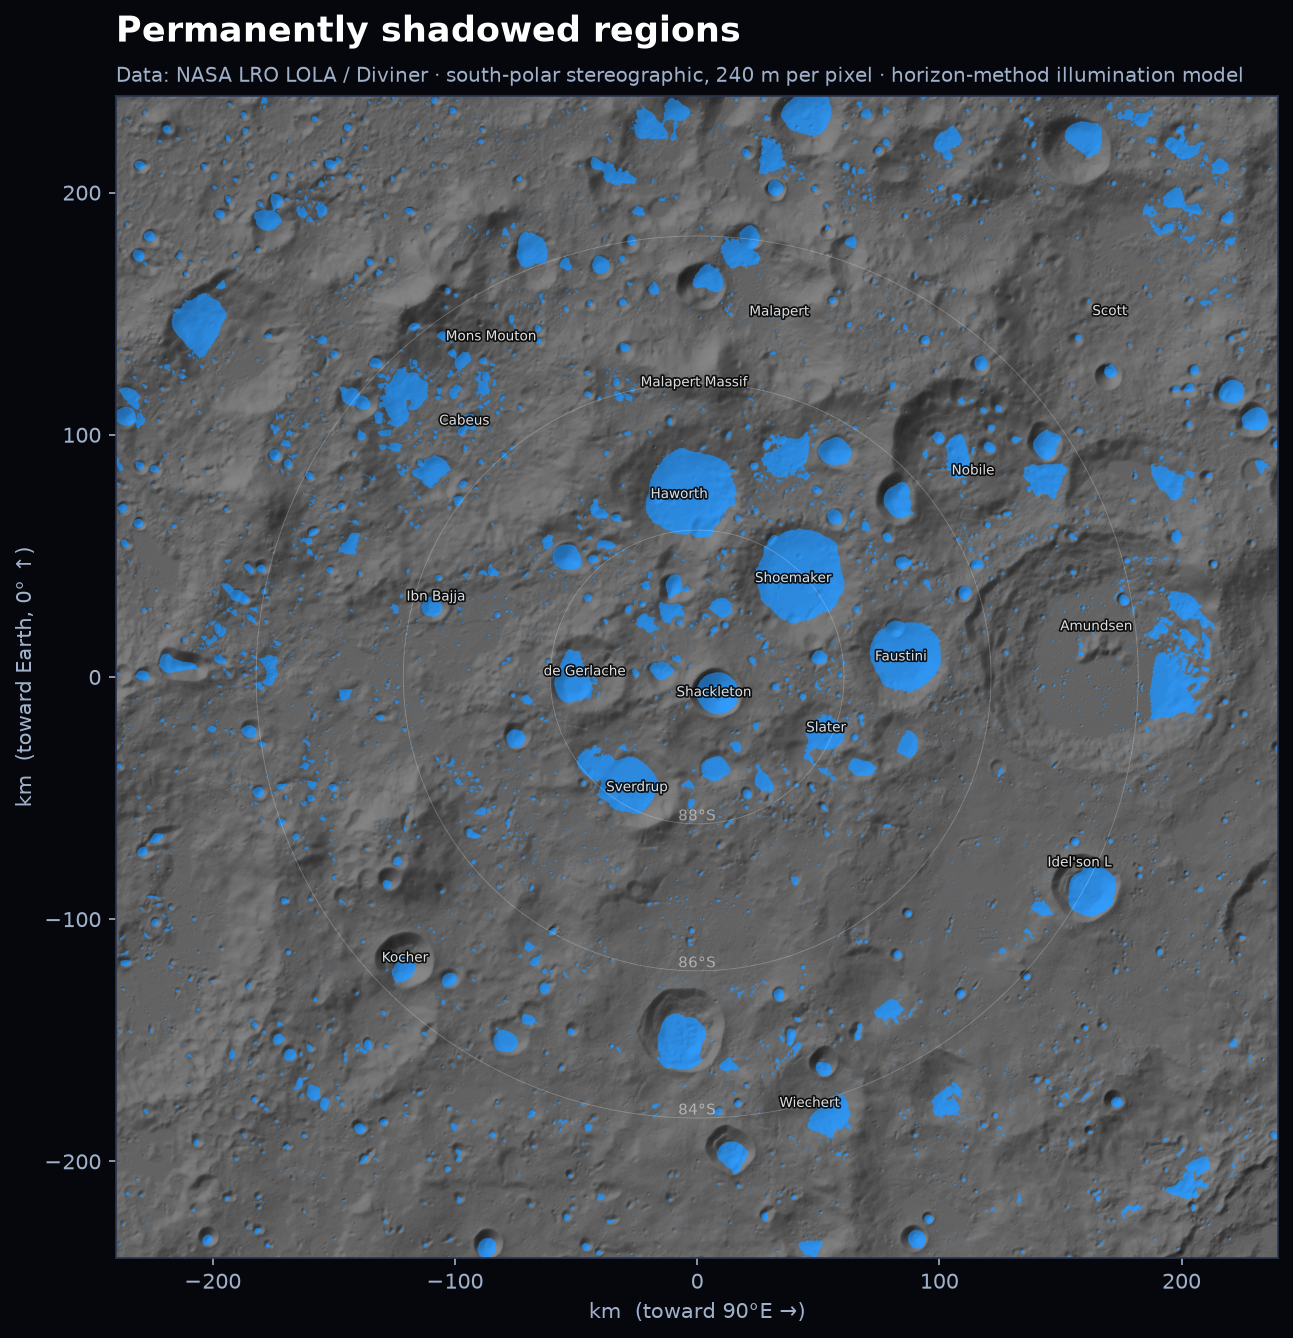 Permanently shadowed regions
Data: NASA LRO LOLA / Diviner · south-polar stereographic, 240 m per pixel · horizon-method illumination model
km (toward Earth, 0° ↑)
200
100
0
−100
−200
Malapert
Scott
Mons Mouton
Malapert Massif
Cabeus
Nobile
Haworth
Shoemaker
Ibn Bajja
Amundsen
Faustini
de Gerlache
Shackleton
Slater
Sverdrup
88°S
Idel'son L
Kocher
86°S
Wiechert
84°S
−200
−100
0
100
200
km (toward 90°E →)